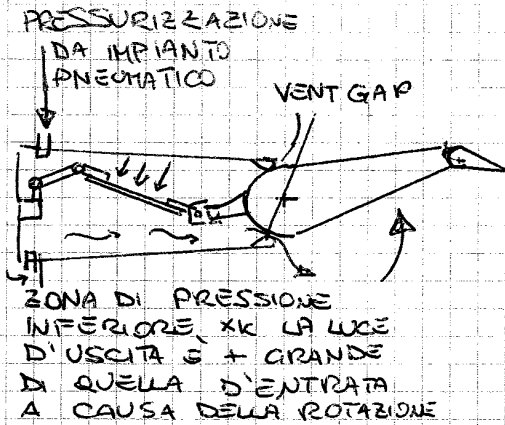 PRESSURIZZAZIONE
DA IMPIANTO
PNEUMATICO
VENT GAP
ZONA DI PRESSIONE
INFERIORE, XK LA LUCE
D'USCITA È + GRANDE
DI QUELLA D'ENTRATA
A CAUSA DELLA ROTAZIONE